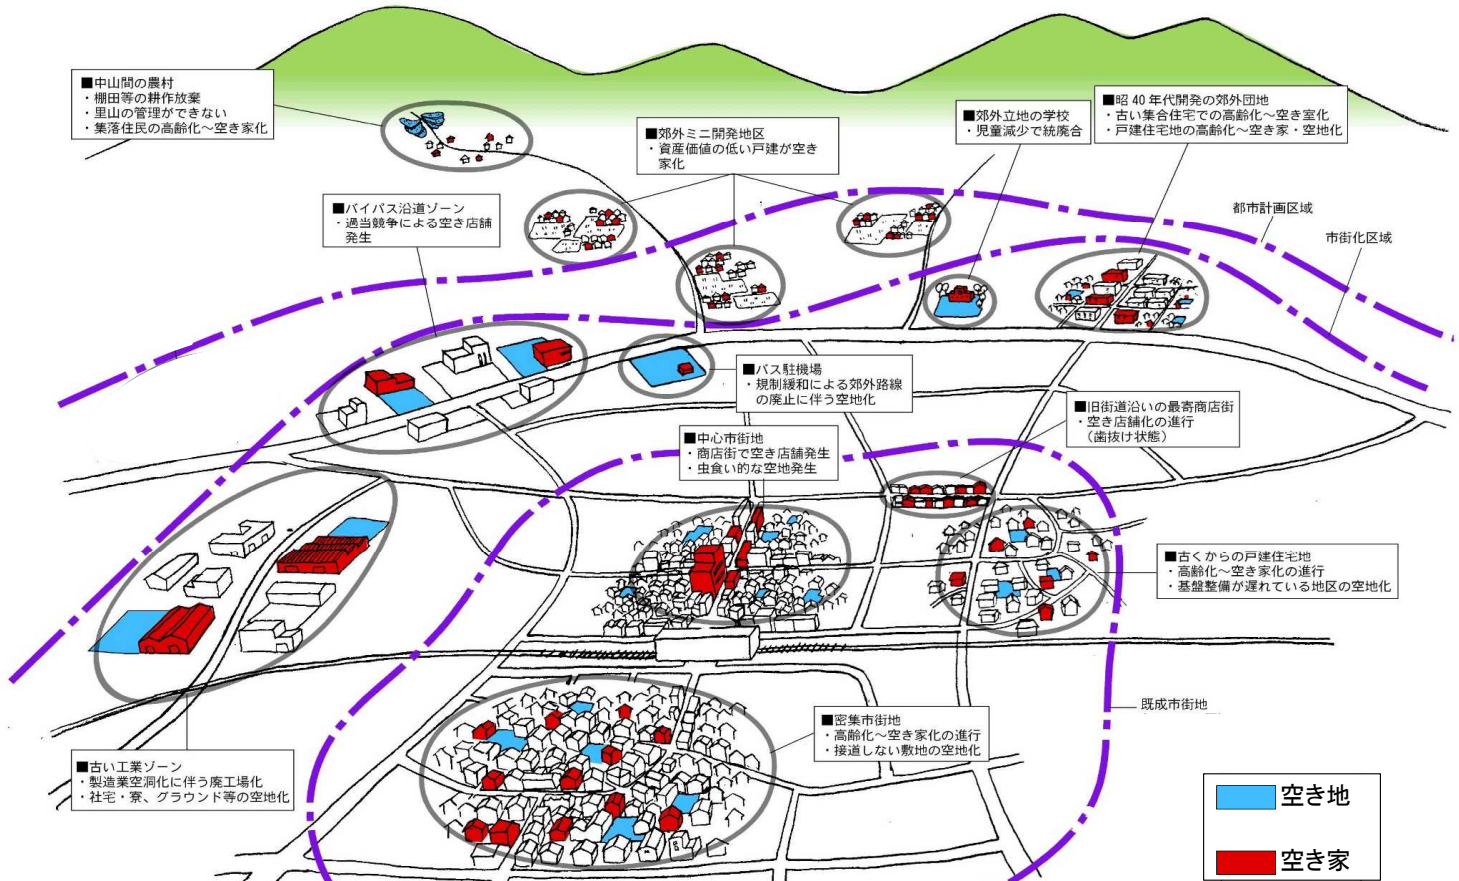 ■中山間の農村
・棚田等の耕作放棄
・里山の管理ができない
・集落住民の高齢化～空き家化
■郊外ミニ開発地区
・資産価値の低い戸建が空き
家化
■郊外立地の学校
・児童減少で統廃合
■昭40年代開発の郊外団地
・古い集合住宅での高齢化～空き室化
・戸建住宅地の高齢化～空き家・空地化
■バイパス沿道ゾーン
・過当競争による空き店舗
発生
都市計画区域
市街化区域
■バス駐機場
・規制緩和による郊外路線
の廃止に伴う空地化
■旧街道沿いの最寄商店街
・空き店舗化の進行
（歯抜け状態）
■中心市街地
・商店街で空き店舗発生
・虫食い的な空地発生
■古くからの戸建住宅地
・高齢化～空き家化の進行
・基盤整備が遅れている地区の空地化
既成市街地
■密集市街地
・高齢化～空き家化の進行
・接道しない敷地の空地化
■古い工業ゾーン
・製造業空洞化に伴う廃工場化
・社宅・寮、グラウンド等の空地化
空き地
空き家